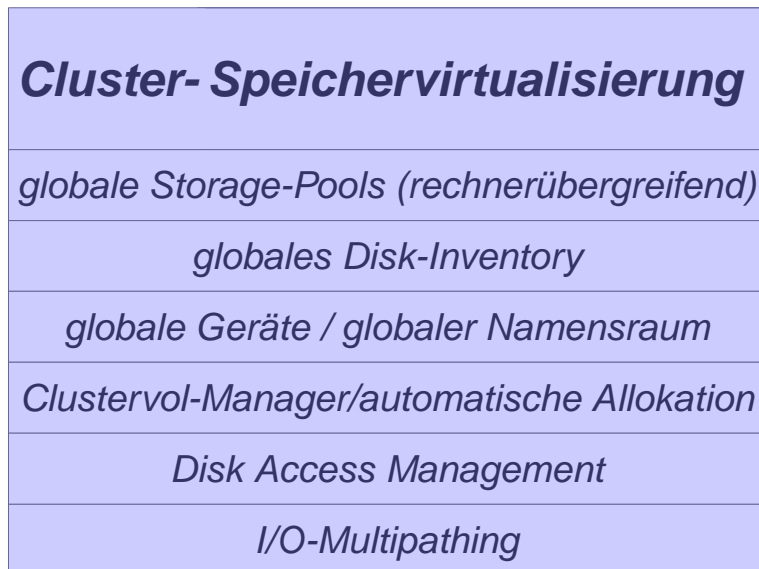 Cluster- Speichervirtualisierung
globale Storage-Pools (rechnerübergreifend)
globales Disk-Inventory
globale Geräte / globaler Namensraum
Clustervol-Manager/automatische Allokation
Disk Access Management
I/O-Multipathing